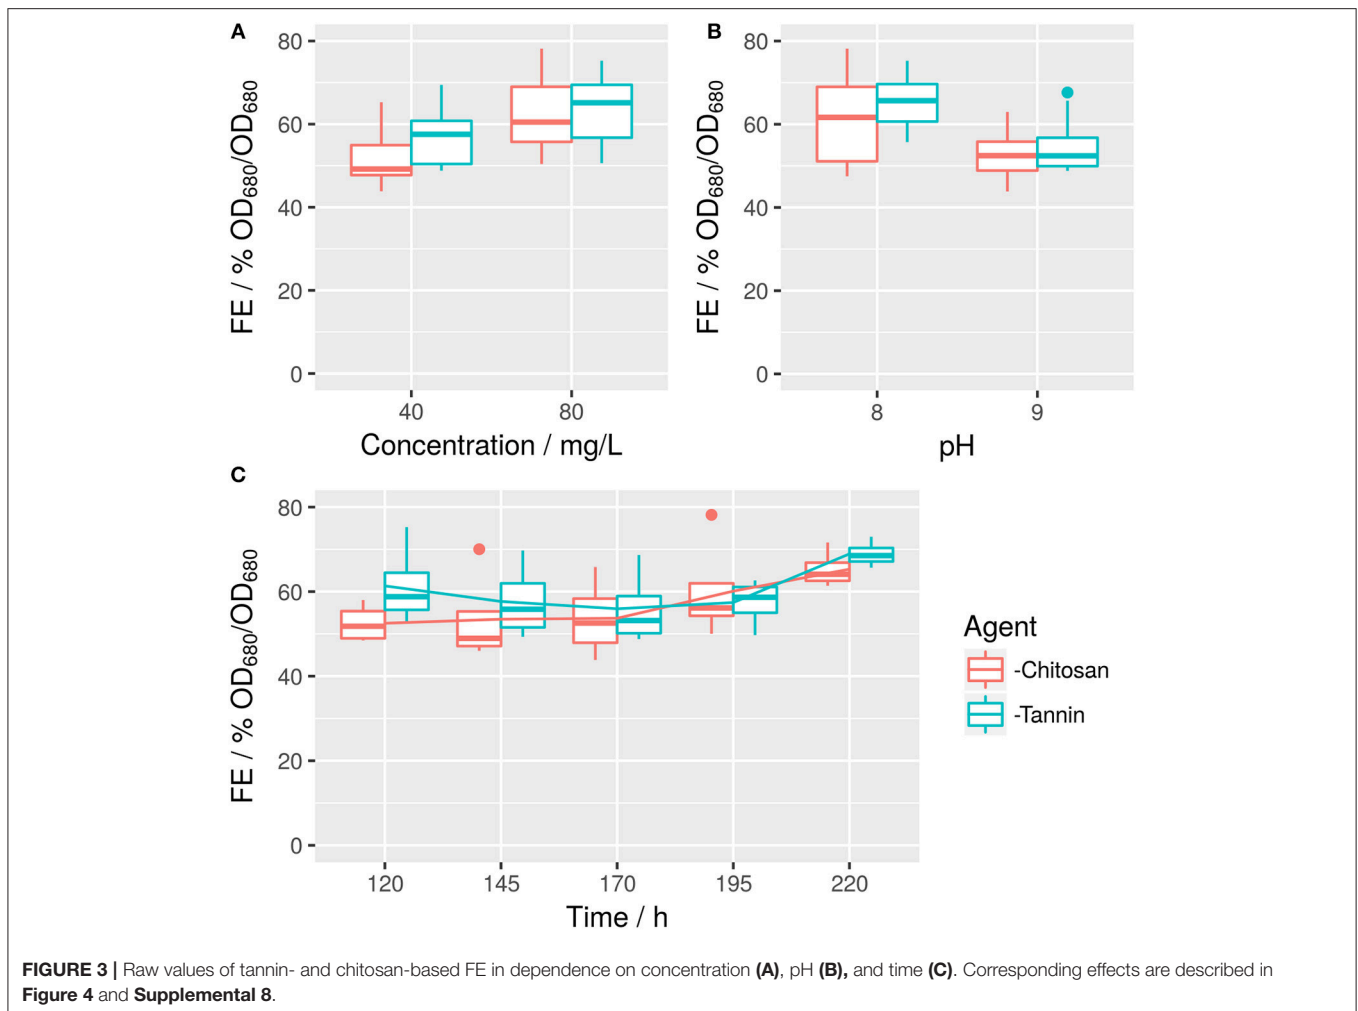 A
80
60
40
20
0
FE / % OD680/OD680
40 80
Concentration / mg/L
B
80
60
40
20
0
FE / % OD680/OD680
8 9
pH
C
80
60
40
20
0
FE / % OD680/OD680
120 145 170 195 220
Time / h
Agent
-Chitosan
-Tannin
FIGURE 3 | Raw values of tannin- and chitosan-based FE in dependence on concentration (A), pH (B), and time (C). Corresponding effects are described in
Figure 4 and Supplemental 8.